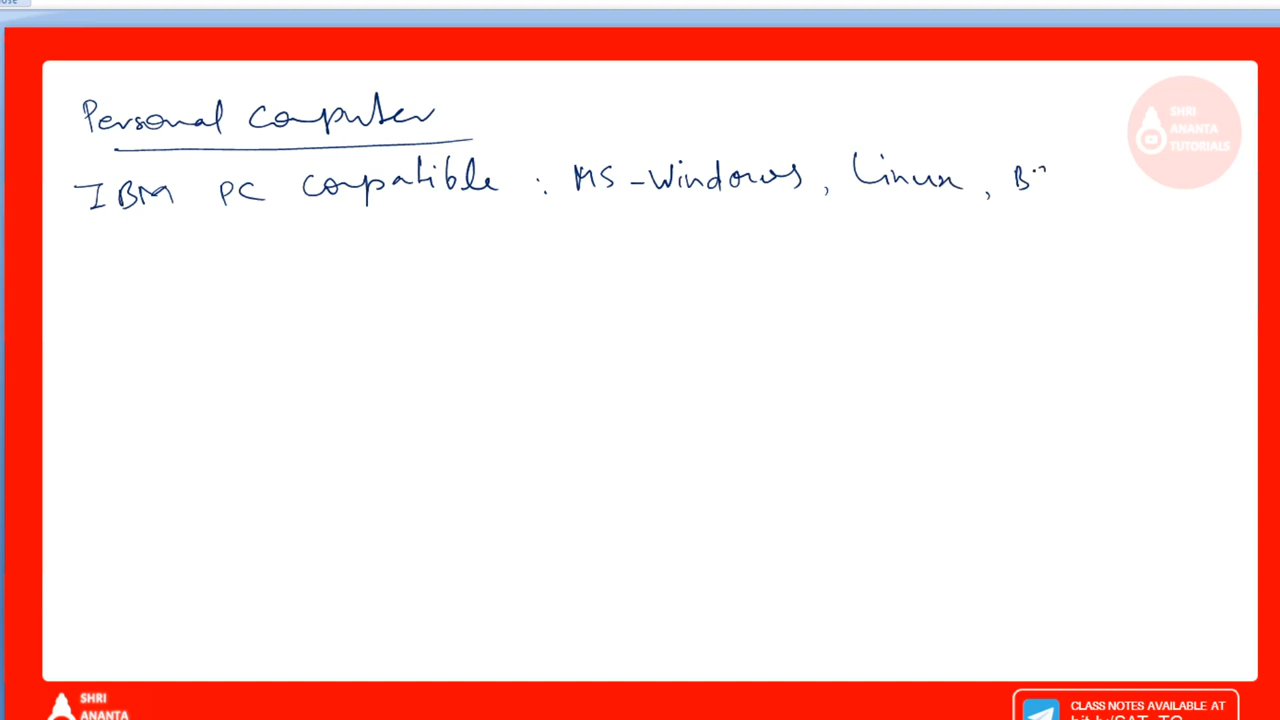 Personal Computer
IBM PC Compatible : MS-Windows, Linux, B
SHRI
ANANTA
TUTORIALS
SHRI
ANANTA
CLASS NOTES AVAILABLE AT